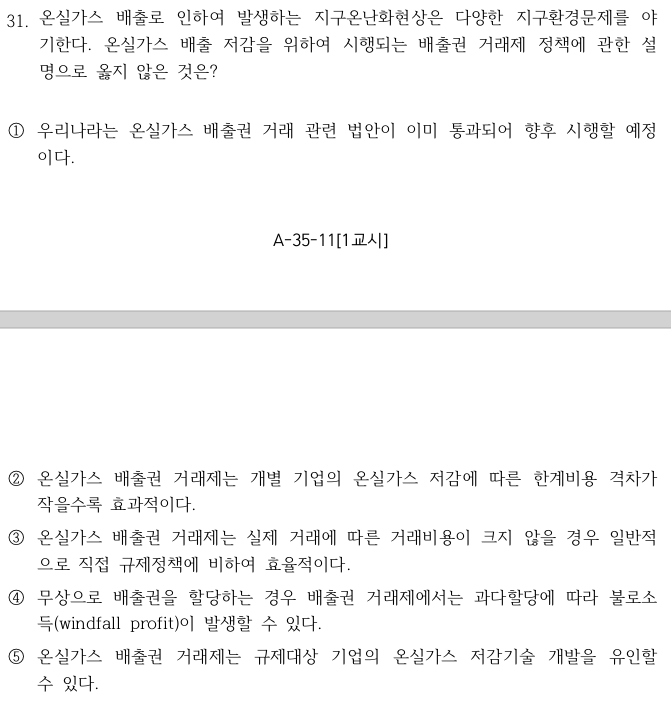 31. 온실가스 배출로 인하여 발생하는 지구온난화현상은 다양한 지구환경문제를 야
기한다. 온실가스 배출 저감을 위하여 시행되는 배출권 거래제 정책에 관한 설
명으로 옳지 않은 것은?
① 우리나라는 온실가스 배출권 거래 관련 법안이 이미 통과되어 향후 시행할 예정
이다.
A-35-11[1교시]
② 온실가스 배출권 거래제는 개별 기업의 온실가스 저감에 따른 한계비용 격차가
작을수록 효과적이다.
③ 온실가스 배출권 거래제는 실제 거래에 따른 거래비용이 크지 않을 경우 일반적
으로 직접 규제정책에 비하여 효율적이다.
④ 무상으로 배출권을 할당하는 경우 배출권 거래제에서는 과다할당에 따라 불로소
득(windfall profit)이 발생할 수 있다.
⑤ 온실가스 배출권 거래제는 규제대상 기업의 온실가스 저감기술 개발을 유인할
수 있다.